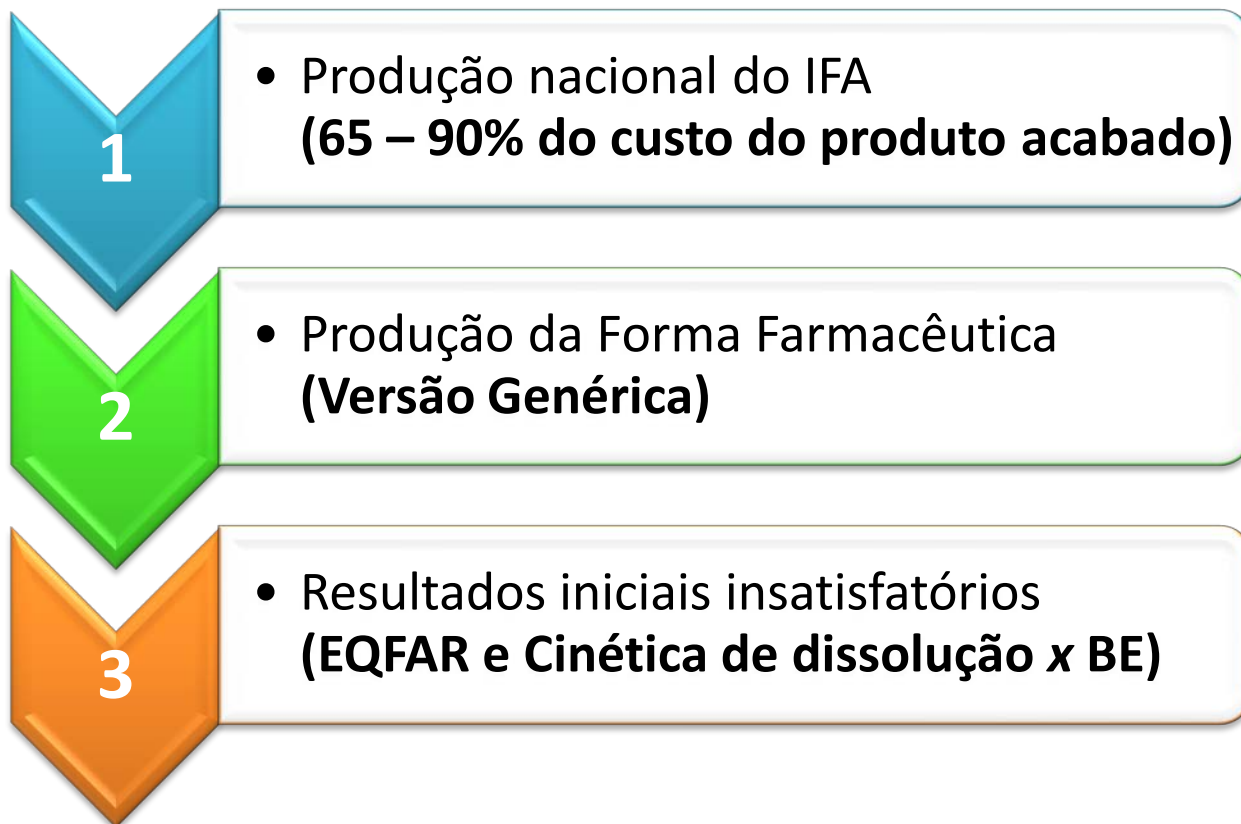 1
• Produção nacional do IFA
(65 – 90% do custo do produto acabado)
2
• Produção da Forma Farmacêutica
(Versão Genérica)
3
• Resultados iniciais insatisfatórios
(EQFAR e Cinética de dissolução x BE)